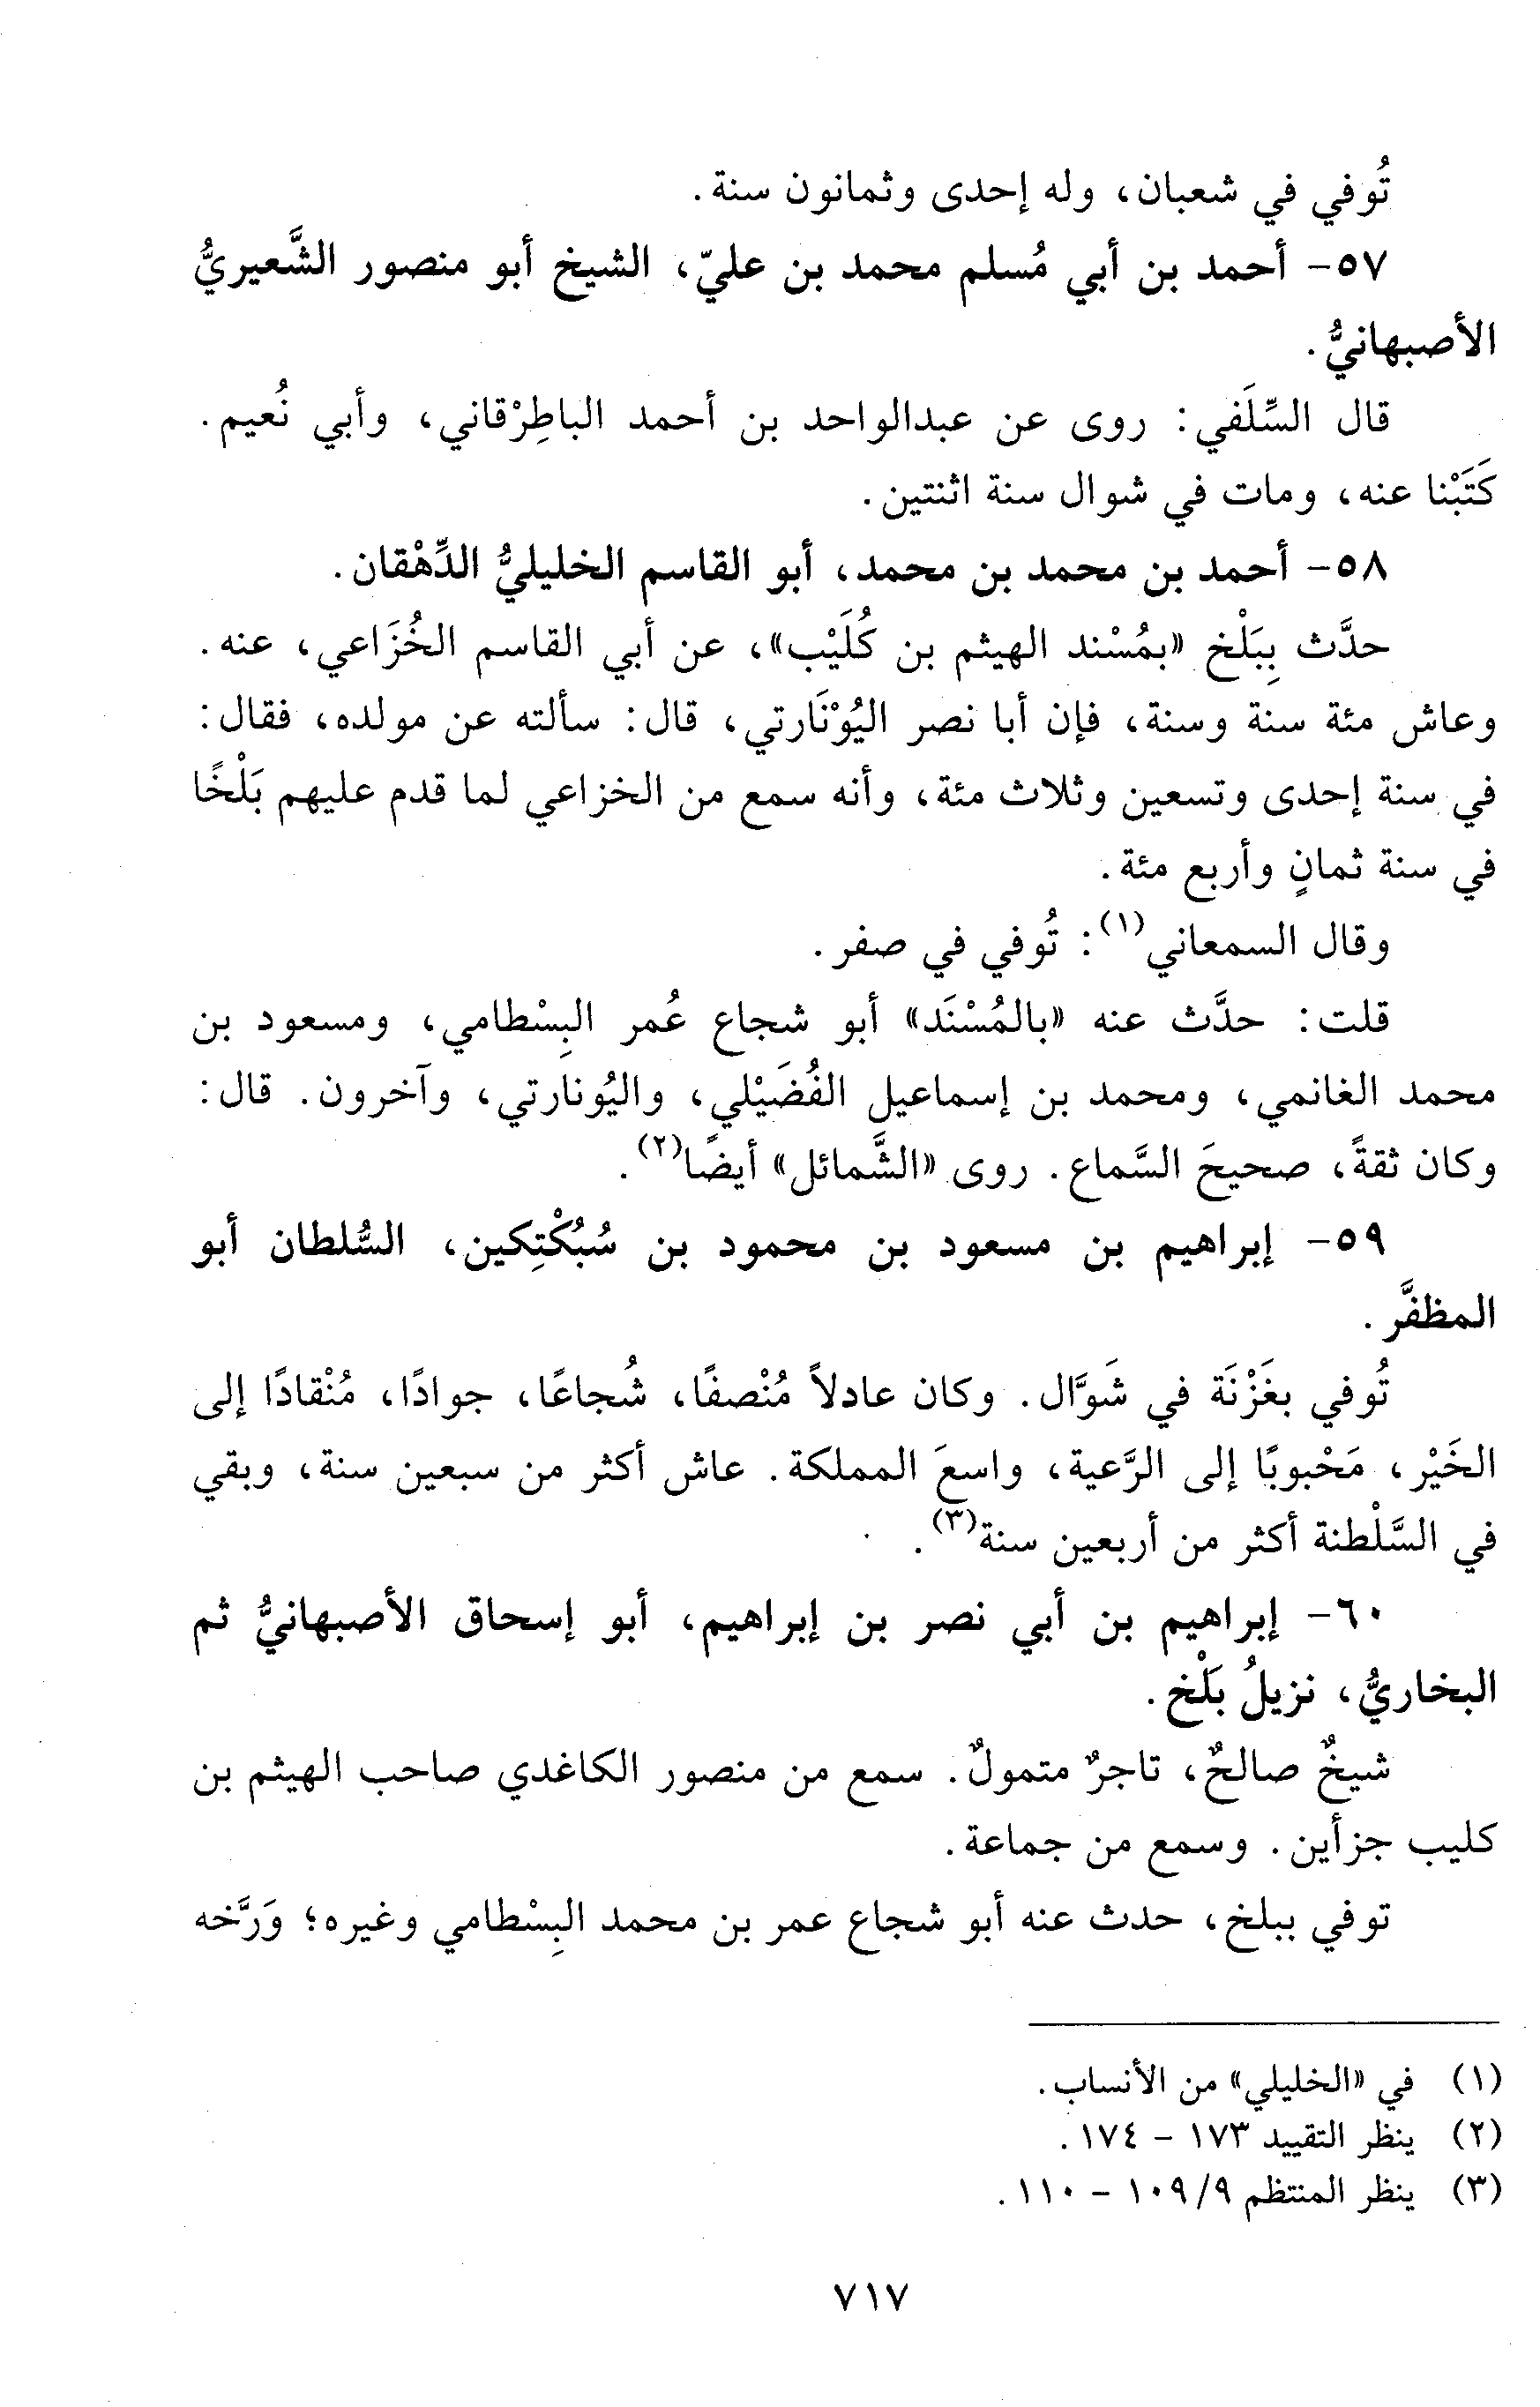 تُوفي في شعبان، وله إحدى وثمانون سنة.
٥٧- أحمد بن أبي مُسلم محمد بن عليّ، الشيخ أبو منصور الشَّعيريُّ
الأصبهانيُّ.
قال السِّلَفي: روى عن عبدالواحد بن أحمد الباطِرْقاني، وأبي نُعيم.
كَتَبْنا عنه، ومات في شوال سنة اثنتين.
٥٨- أحمد بن محمد بن محمد، أبو القاسم الخليليُّ الدِّهْقان.
حدَّث بِبَلْخ «بمُسْند الهيثم بن كُلَيْب»، عن أبي القاسم الخُزَاعي، عنه.
وعاش مئة سنة وسنة، فإن أبا نصر اليُوْنَارتي، قال: سألته عن مولده، فقال:
في سنة إحدى وتسعين وثلاث مئة، وأنه سمع من الخزاعي لما قدم عليهم بَلْخًا
في سنة ثمانٍ وأربع مئة.
وقال السمعاني(١): تُوفي في صفر.
قلت: حدَّث عنه «بالمُسْنَد» أبو شجاع عُمر البِسْطامي، ومسعود بن
محمد الغانمي، ومحمد بن إسماعيل الفُضَيْلي، واليُونارتي، وآخرون. قال:
وكان ثقةً، صحيحَ السَّماع. روى «الشَّمائل» أيضًا(٢).
٥٩- إبراهيم بن مسعود بن محمود بن سُبُكْتِكين، السُّلطان أبو
المظفَّر.
تُوفي بغَزْنَة في شَوَّال. وكان عادلاً مُنْصفًا، شُجاعًا، جوادًا، مُنْقادًا إلى
الخَيْر، مَحْبوبًا إلى الرَّعية، واسعَ المملكة. عاش أكثر من سبعين سنة، وبقي
في السَّلْطنة أكثر من أربعين سنة(٣).
٦٠- إبراهيم بن أبي نصر بن إبراهيم، أبو إسحاق الأصبهانيُّ ثم
البخاريُّ، نزيلُ بَلْخ.
شيخٌ صالحٌ، تاجرٌ متمولٌ. سمع من منصور الكاغدي صاحب الهيثم بن
كليب جزأين. وسمع من جماعة.
توفي ببلخ، حدث عنه أبو شجاع عمر بن محمد البِسْطامي وغيره؛ وَرَّخه
(١) في «الخليلي» من الأنساب.
(٢) ينظر التقييد ١٧٣ - ١٧٤.
(٣) ينظر المنتظم ٩/ ١٠٩ - ١١٠.
٧١٧